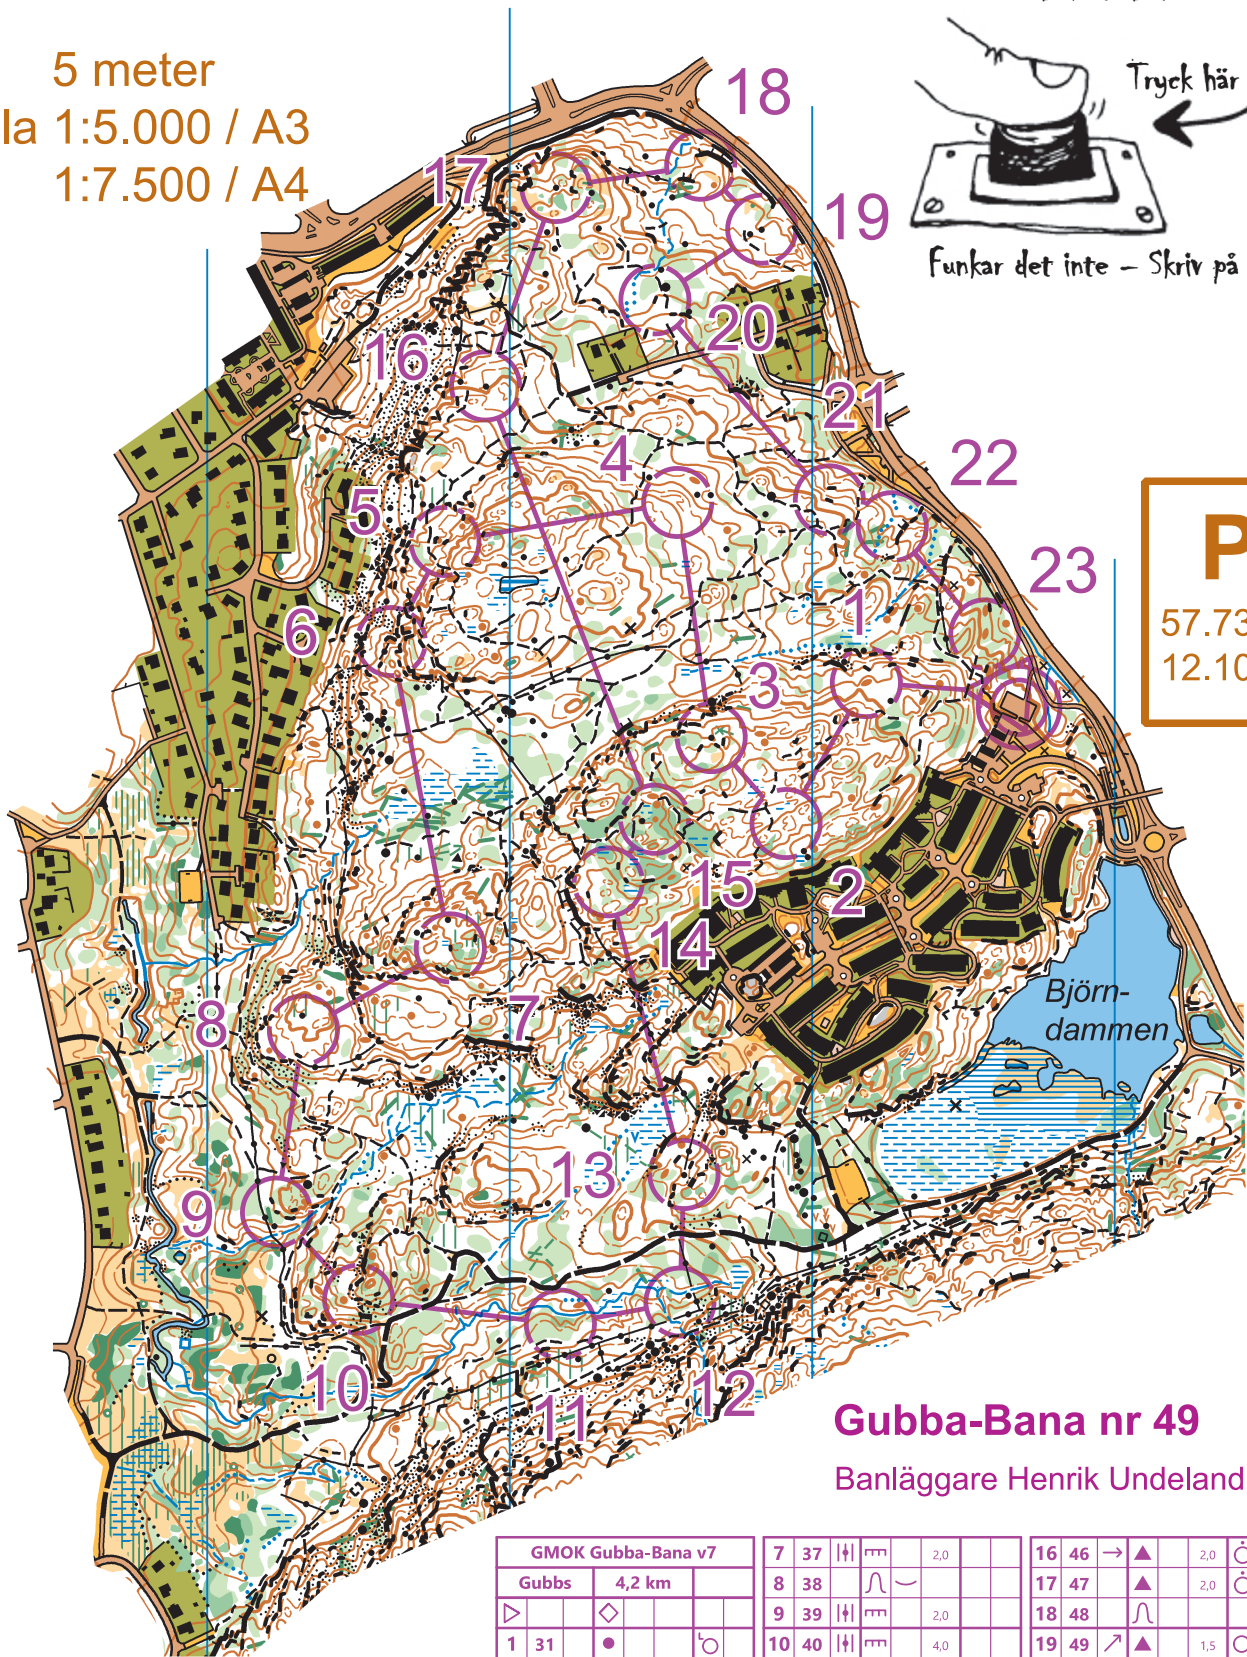 5 meter
la 1:5.000 / A3
1:7.500 / A4
Tryck här
Funkar det inte – Skriv på
18
17
19
16
20
21
4
22
5
P
23
57.73
12.10
1
6
3
15
2
14
Björn-
dammen
8
7
13
9
10
12
11
Gubba-Bana nr 49
Banläggare Henrik Undeland
GMOK Gubba-Bana v7
Gubbs 4,2 km
1 31
7 37 2,0
8 38
9 39 2,0
10 40 4,0
16 46 2,0
17 47 2,0
18 48
19 49 1,5